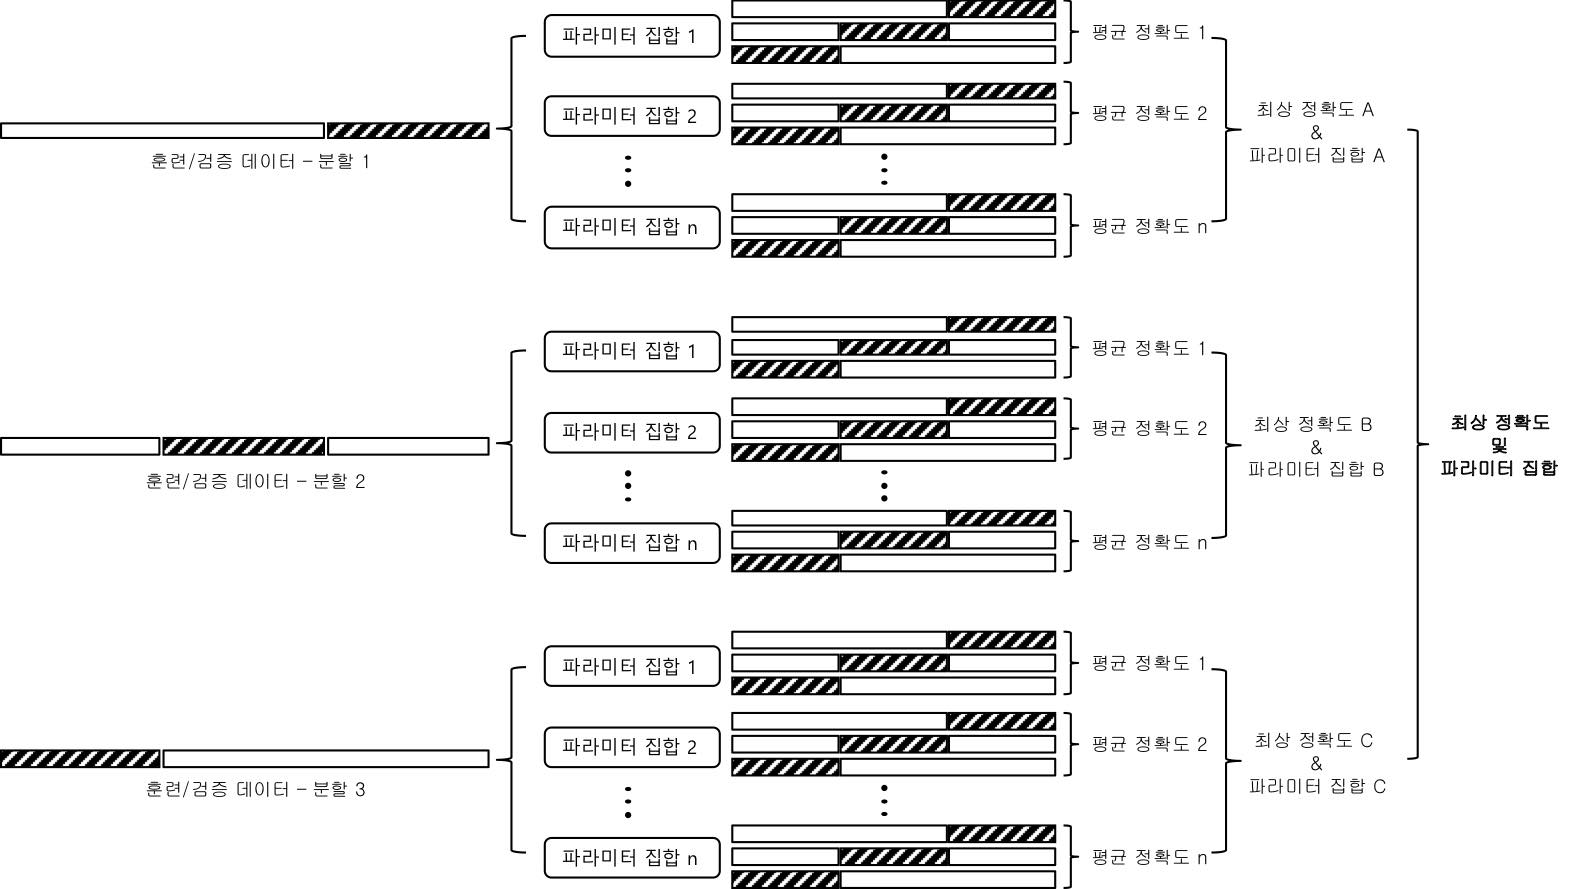 파라미터 집합 1
평균 정확도 1
파라미터 집합 2
평균 정확도 2
최상 정확도 A
&
파라미터 집합 A
훈련/검증 데이터 – 분할 1
파라미터 집합 n
평균 정확도 n
파라미터 집합 1
평균 정확도 1
파라미터 집합 2
평균 정확도 2
최상 정확도 B
&
파라미터 집합 B
최상 정확도
및
파라미터 집합
훈련/검증 데이터 – 분할 2
파라미터 집합 n
평균 정확도 n
파라미터 집합 1
평균 정확도 1
파라미터 집합 2
평균 정확도 2
최상 정확도 C
&
파라미터 집합 C
훈련/검증 데이터 – 분할 3
파라미터 집합 n
평균 정확도 n